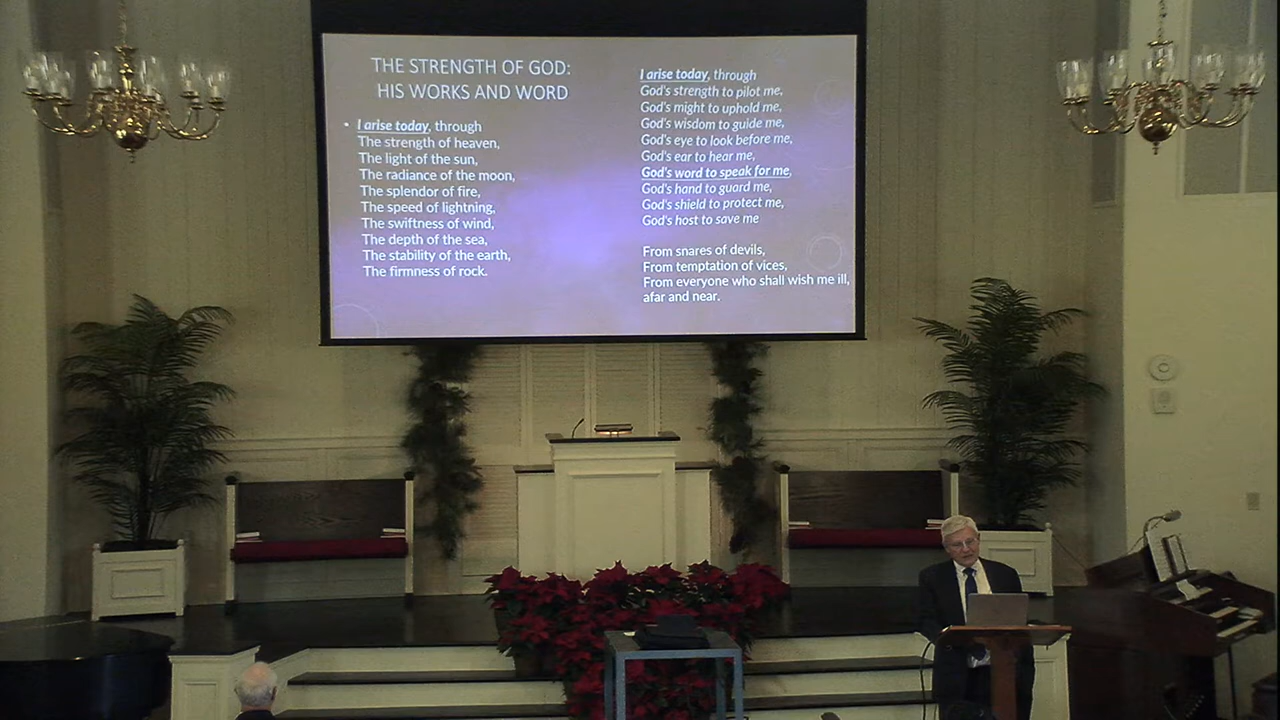 THE STRENGTH OF GOD:
HIS WORKS AND WORD
• I arise today, through
The strength of heaven,
The light of the sun,
The radiance of the moon,
The splendor of fire,
The speed of lightning,
The swiftness of wind,
The depth of the sea,
The stability of the earth,
The firmness of rock.
I arise today, through
God's strength to pilot me,
God's might to uphold me,
God's wisdom to guide me,
God's eye to look before me,
God's ear to hear me,
God's word to speak for me,
God's hand to guard me,
God's shield to protect me,
God's host to save me
From snares of devils,
From temptation of vices,
From everyone who shall wish me ill,
afar and near.